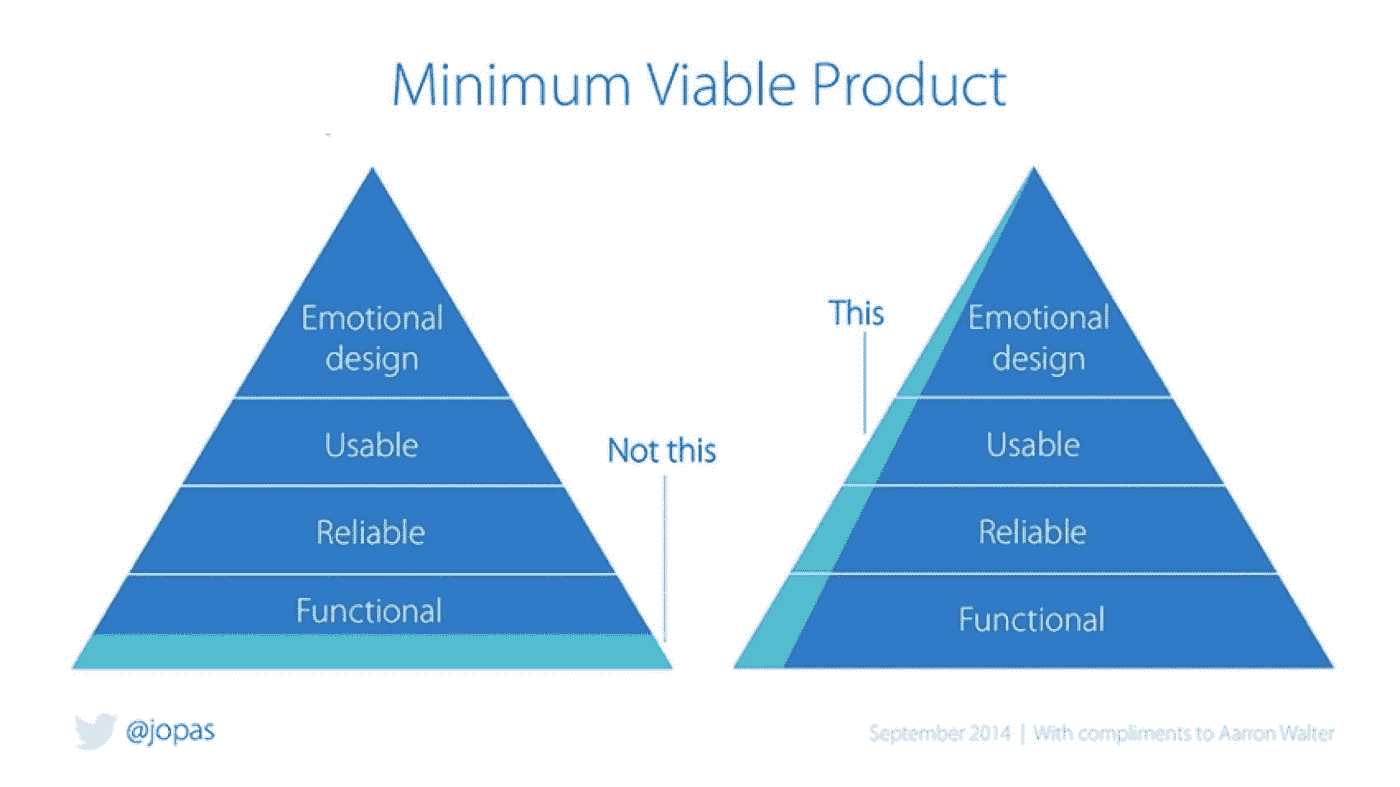 Minimum Viable Product
Emotional
design
Usable
Reliable
Functional
Not this
This
Emotional
design
Usable
Reliable
Functional
@jopas
September 2014 | With compliments to Aarron Walter